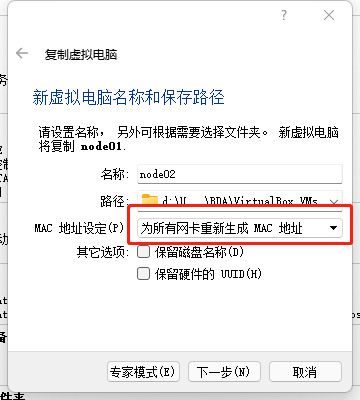 ?
复制虚拟电脑
新虚拟电脑名称和保存路径
请设置名称，另外可根据需要选择文件夹。 新虚拟电脑
将复制 node01.
名称: node02
路径: d:\U...\BDA\VirtualBox VMs
MAC 地址设定(P) 为所有网卡重新生成 MAC 地址
其它选项: 保留磁盘名称(D)
保留硬件的 UUID(H)
专家模式(E) 下一步(N) 取消